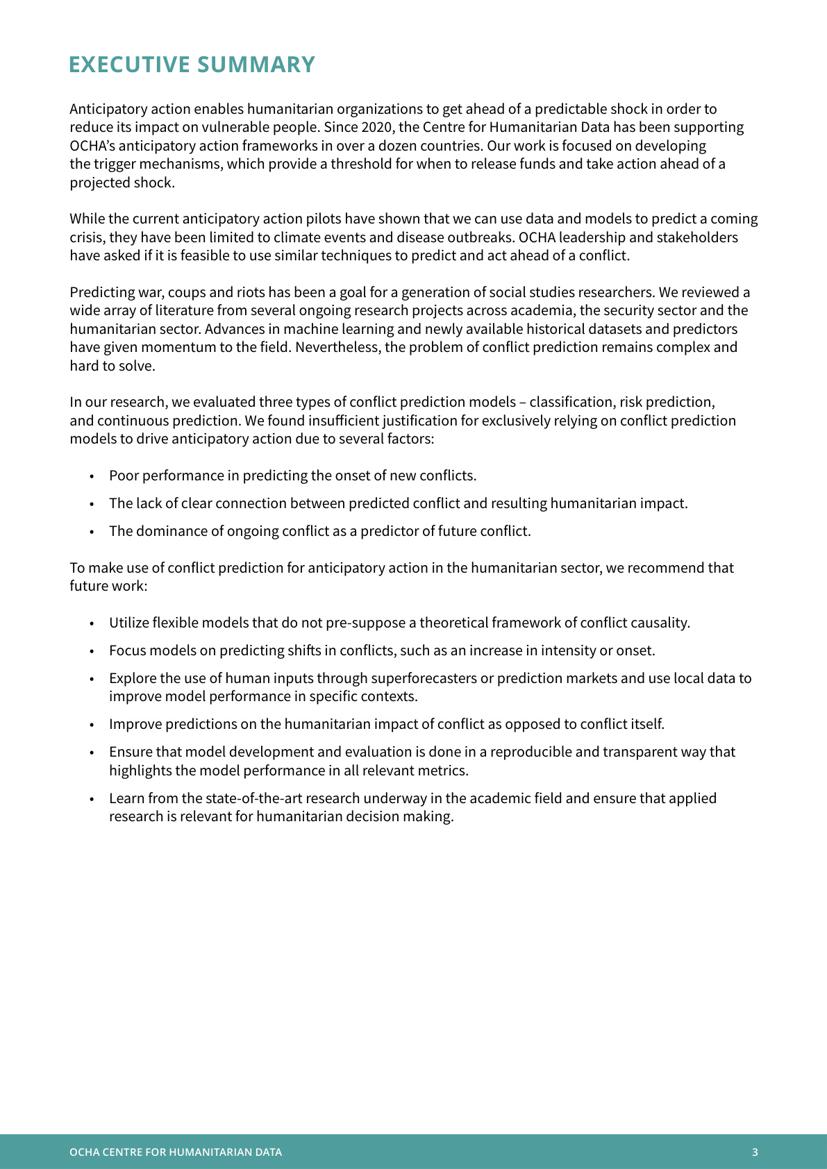 EXECUTIVE SUMMARY
Anticipatory action enables humanitarian organizations to get ahead of a predictable shock in order to
reduce its impact on vulnerable people. Since 2020, the Centre for Humanitarian Data has been supporting
OCHA’s anticipatory action frameworks in over a dozen countries. Our work is focused on developing
the trigger mechanisms, which provide a threshold for when to release funds and take action ahead of a
projected shock.
While the current anticipatory action pilots have shown that we can use data and models to predict a coming
crisis, they have been limited to climate events and disease outbreaks. OCHA leadership and stakeholders
have asked if it is feasible to use similar techniques to predict and act ahead of a conflict.
Predicting war, coups and riots has been a goal for a generation of social studies researchers. We reviewed a
wide array of literature from several ongoing research projects across academia, the security sector and the
humanitarian sector. Advances in machine learning and newly available historical datasets and predictors
have given momentum to the field. Nevertheless, the problem of conflict prediction remains complex and
hard to solve.
In our research, we evaluated three types of conflict prediction models – classification, risk prediction,
and continuous prediction. We found insufficient justification for exclusively relying on conflict prediction
models to drive anticipatory action due to several factors:
• Poor performance in predicting the onset of new conflicts.
• The lack of clear connection between predicted conflict and resulting humanitarian impact.
• The dominance of ongoing conflict as a predictor of future conflict.
To make use of conflict prediction for anticipatory action in the humanitarian sector, we recommend that
future work:
• Utilize flexible models that do not pre-suppose a theoretical framework of conflict causality.
• Focus models on predicting shifts in conflicts, such as an increase in intensity or onset.
• Explore the use of human inputs through superforecasters or prediction markets and use local data to
improve model performance in specific contexts.
• Improve predictions on the humanitarian impact of conflict as opposed to conflict itself.
• Ensure that model development and evaluation is done in a reproducible and transparent way that
highlights the model performance in all relevant metrics.
• Learn from the state-of-the-art research underway in the academic field and ensure that applied
research is relevant for humanitarian decision making.
OCHA CENTRE FOR HUMANITARIAN DATA 3